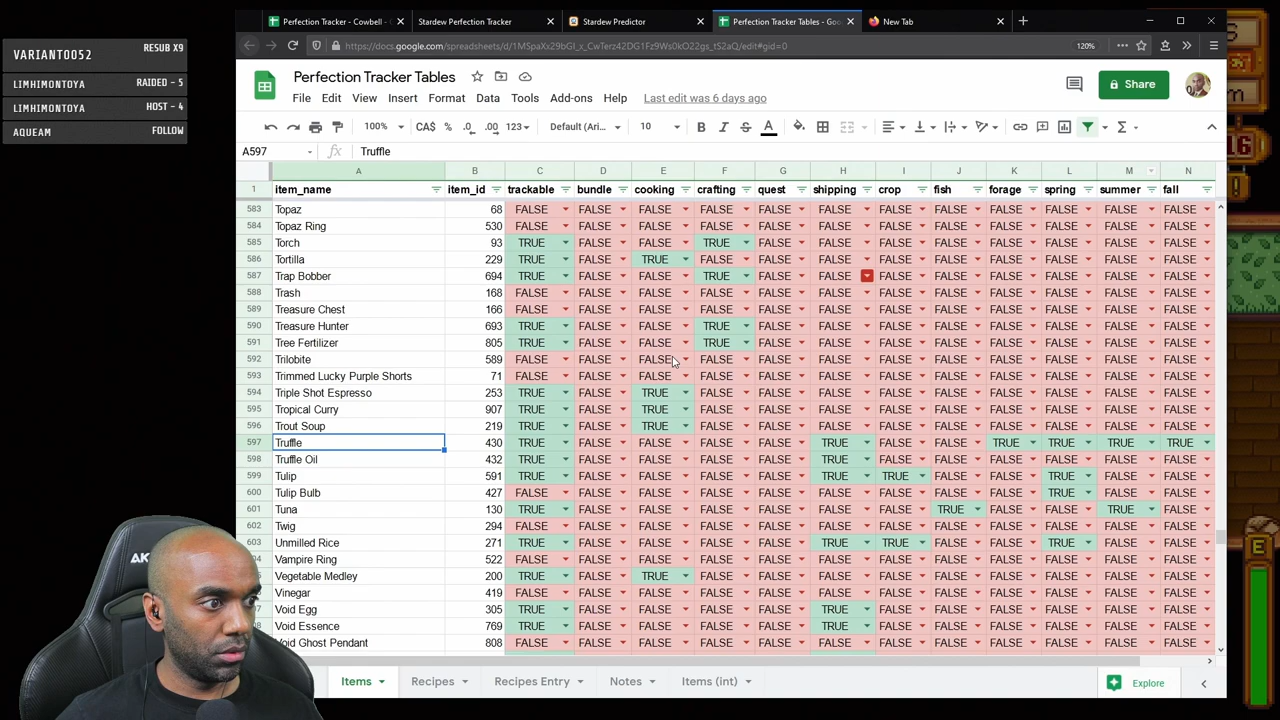 VARIANT0052 RESUB X9
LIMHIMONTOYA RAIDED - 5
LIMHIMONTOYA HOST - 4
AQUEAM FOLLOW
Perfection Tracker - Cowbell - Stardew Perfection Tracker Stardew Predictor Perfection Tracker Tables - Goo New Tab
https://docs.google.com/spreadsheets/d/1MSpaXx29bGI_x_CwTerz42DG1Fz9Ws0kO22gs_tS2aQ/edit#gid=0 120%
Perfection Tracker Tables
File Edit View Insert Format Data Tools Add-ons Help Last edit was 6 days ago
Share
100% CA$ % .0 .00 123 Default (Ari... 10 B I S A
A597 fx Truffle
A B C D E F G H I J K L M N
1 item_name item_id trackable bundle cooking crafting quest shipping crop fish forage spring summer fall
583 Topaz 68 FALSE FALSE FALSE FALSE FALSE FALSE FALSE FALSE FALSE FALSE FALSE FALSE
584 Topaz Ring 530 FALSE FALSE FALSE FALSE FALSE FALSE FALSE FALSE FALSE FALSE FALSE FALSE
585 Torch 93 TRUE FALSE FALSE TRUE FALSE FALSE FALSE FALSE FALSE FALSE FALSE FALSE
586 Tortilla 229 TRUE FALSE TRUE FALSE FALSE FALSE FALSE FALSE FALSE FALSE FALSE FALSE
587 Trap Bobber 694 TRUE FALSE FALSE TRUE FALSE FALSE FALSE FALSE FALSE FALSE FALSE FALSE
588 Trash 168 FALSE FALSE FALSE FALSE FALSE FALSE FALSE FALSE FALSE FALSE FALSE FALSE
589 Treasure Chest 166 FALSE FALSE FALSE FALSE FALSE FALSE FALSE FALSE FALSE FALSE FALSE FALSE
590 Treasure Hunter 693 TRUE FALSE FALSE TRUE FALSE FALSE FALSE FALSE FALSE FALSE FALSE FALSE
591 Tree Fertilizer 805 TRUE FALSE FALSE TRUE FALSE FALSE FALSE FALSE FALSE FALSE FALSE FALSE
592 Trilobite 589 FALSE FALSE FALSE FALSE FALSE FALSE FALSE FALSE FALSE FALSE FALSE FALSE
593 Trimmed Lucky Purple Shorts 71 FALSE FALSE FALSE FALSE FALSE FALSE FALSE FALSE FALSE FALSE FALSE FALSE
594 Triple Shot Espresso 253 TRUE FALSE TRUE FALSE FALSE FALSE FALSE FALSE FALSE FALSE FALSE FALSE
595 Tropical Curry 907 TRUE FALSE TRUE FALSE FALSE FALSE FALSE FALSE FALSE FALSE FALSE FALSE
596 Trout Soup 219 TRUE FALSE TRUE FALSE FALSE FALSE FALSE FALSE FALSE FALSE FALSE FALSE
597 Truffle 430 TRUE FALSE FALSE FALSE FALSE TRUE FALSE FALSE TRUE TRUE TRUE TRUE
598 Truffle Oil 432 TRUE FALSE FALSE FALSE FALSE TRUE FALSE FALSE FALSE FALSE FALSE FALSE
599 Tulip 591 TRUE FALSE FALSE FALSE FALSE TRUE TRUE FALSE FALSE TRUE FALSE FALSE
600 Tulip Bulb 427 FALSE FALSE FALSE FALSE FALSE FALSE FALSE FALSE FALSE TRUE FALSE FALSE
601 Tuna 130 TRUE FALSE FALSE FALSE FALSE FALSE FALSE TRUE FALSE FALSE TRUE FALSE
602 Twig 294 FALSE FALSE FALSE FALSE FALSE FALSE FALSE FALSE FALSE FALSE FALSE FALSE
603 Unmilled Rice 271 TRUE FALSE FALSE FALSE FALSE TRUE TRUE FALSE FALSE TRUE FALSE FALSE
Vampire Ring 522 FALSE FALSE FALSE FALSE FALSE FALSE FALSE FALSE FALSE FALSE FALSE FALSE
Vegetable Medley 200 TRUE FALSE TRUE FALSE FALSE FALSE FALSE FALSE FALSE FALSE FALSE FALSE
Vinegar 419 FALSE FALSE FALSE FALSE FALSE FALSE FALSE FALSE FALSE FALSE FALSE FALSE
Void Egg 305 TRUE FALSE FALSE FALSE FALSE TRUE FALSE FALSE FALSE FALSE FALSE FALSE
Void Essence 769 TRUE FALSE FALSE FALSE FALSE TRUE FALSE FALSE FALSE FALSE FALSE FALSE
Void Ghost Pendant 808 FALSE FALSE FALSE FALSE FALSE FALSE FALSE FALSE FALSE FALSE FALSE FALSE
Items Recipes Recipes Entry Notes Items (int) Explore
AK
16
E